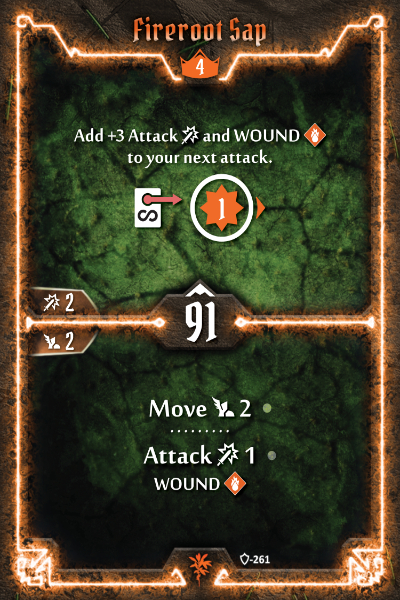 Fireroot Sap
4
Add +3 Attack and WOUND
to your next attack.
1
2
91
2
Move 2
Attack 1
WOUND
-261